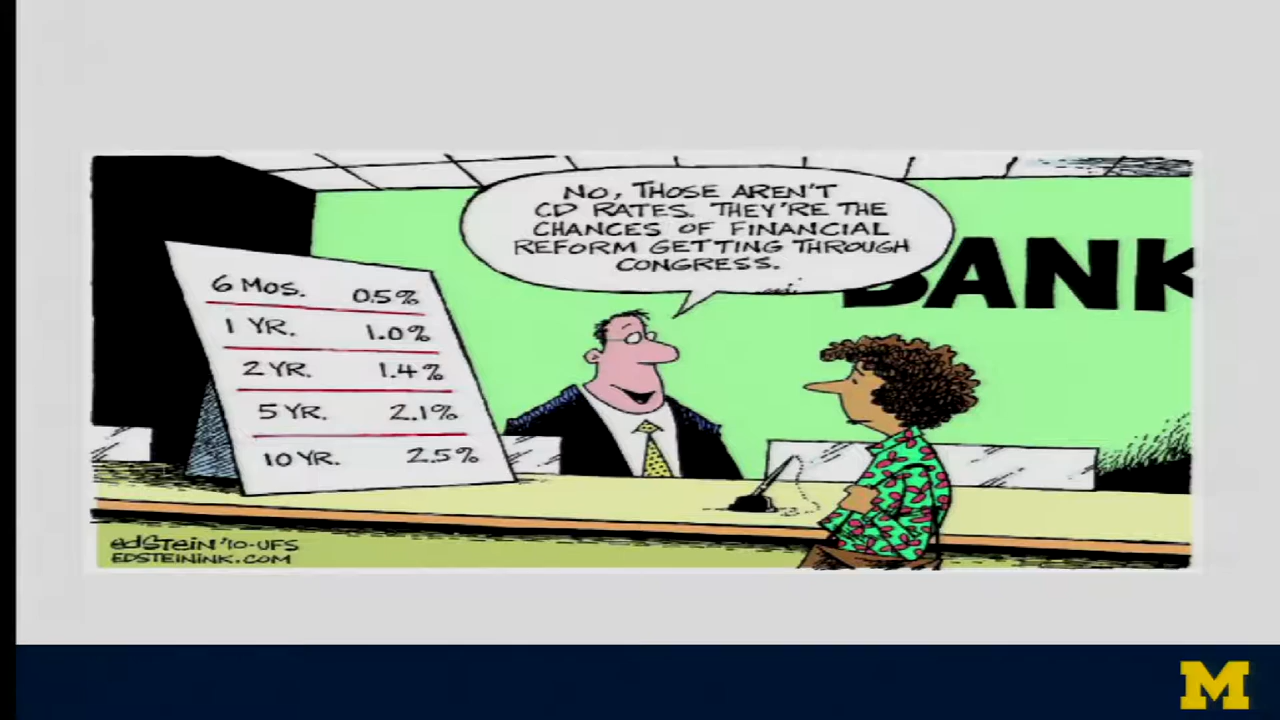 NO, THOSE AREN'T
CD RATES. THEY'RE THE
CHANCES OF FINANCIAL
REFORM GETTING THROUGH
CONGRESS.
BANK
6 MOS. 0.5%
1 YR. 1.0%
2 YR. 1.4%
5 YR. 2.1%
10 YR. 2.5%
edSTeiN '10-UFS
EDSTEININK.COM
M